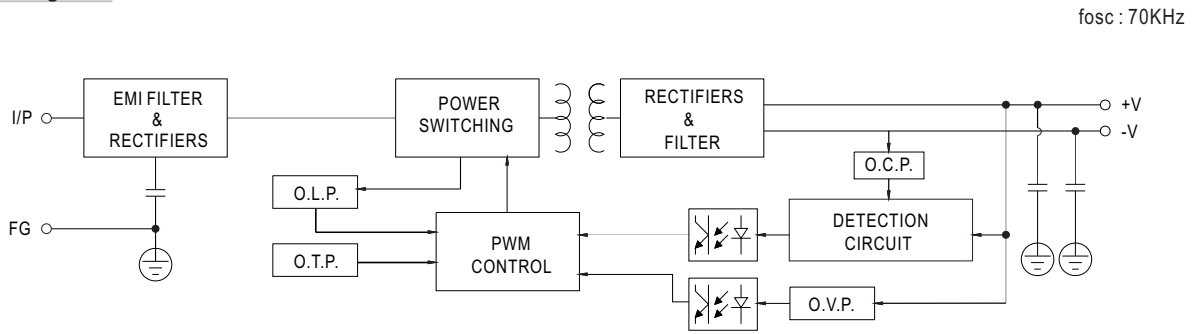 fosc : 70KHz
I/P
EMI FILTER
&
RECTIFIERS
POWER
SWITCHING
RECTIFIERS
&
FILTER
+V
-V
O.C.P.
O.L.P.
FG
PWM
CONTROL
DETECTION
CIRCUIT
O.T.P.
O.V.P.